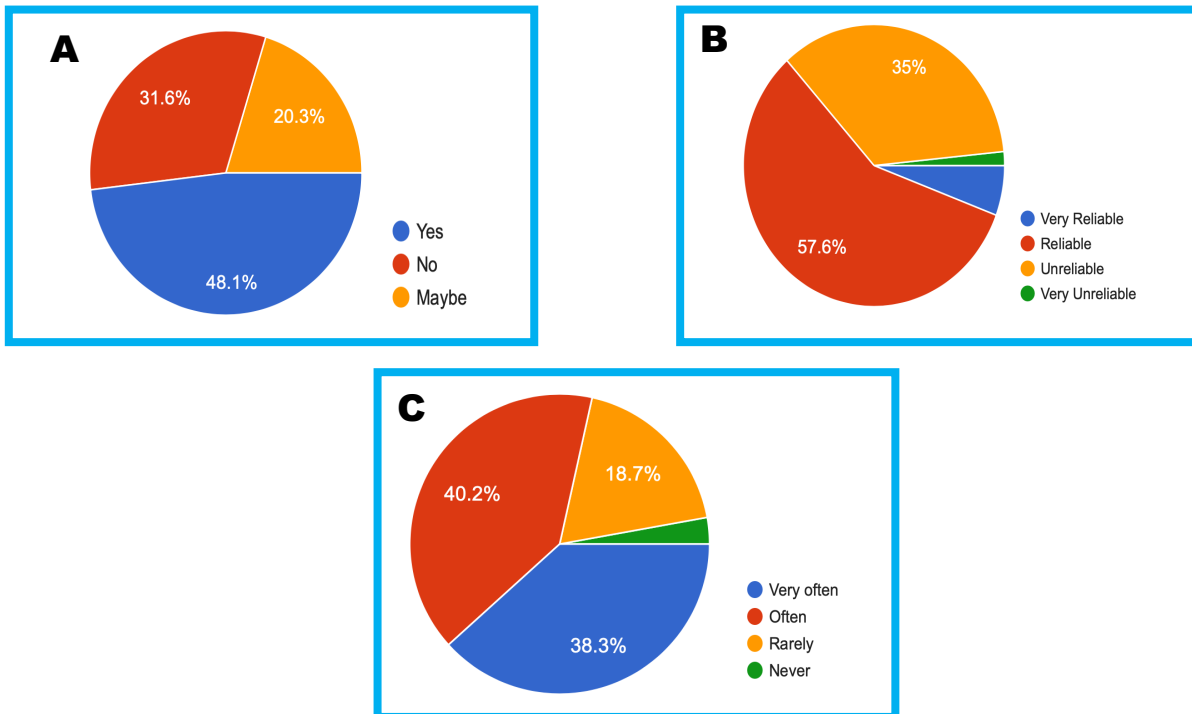 A
31.6%
20.3%
48.1%
Yes
No
Maybe
B
35%
57.6%
Very Reliable
Reliable
Unreliable
Very Unreliable
C
40.2%
18.7%
38.3%
Very often
Often
Rarely
Never